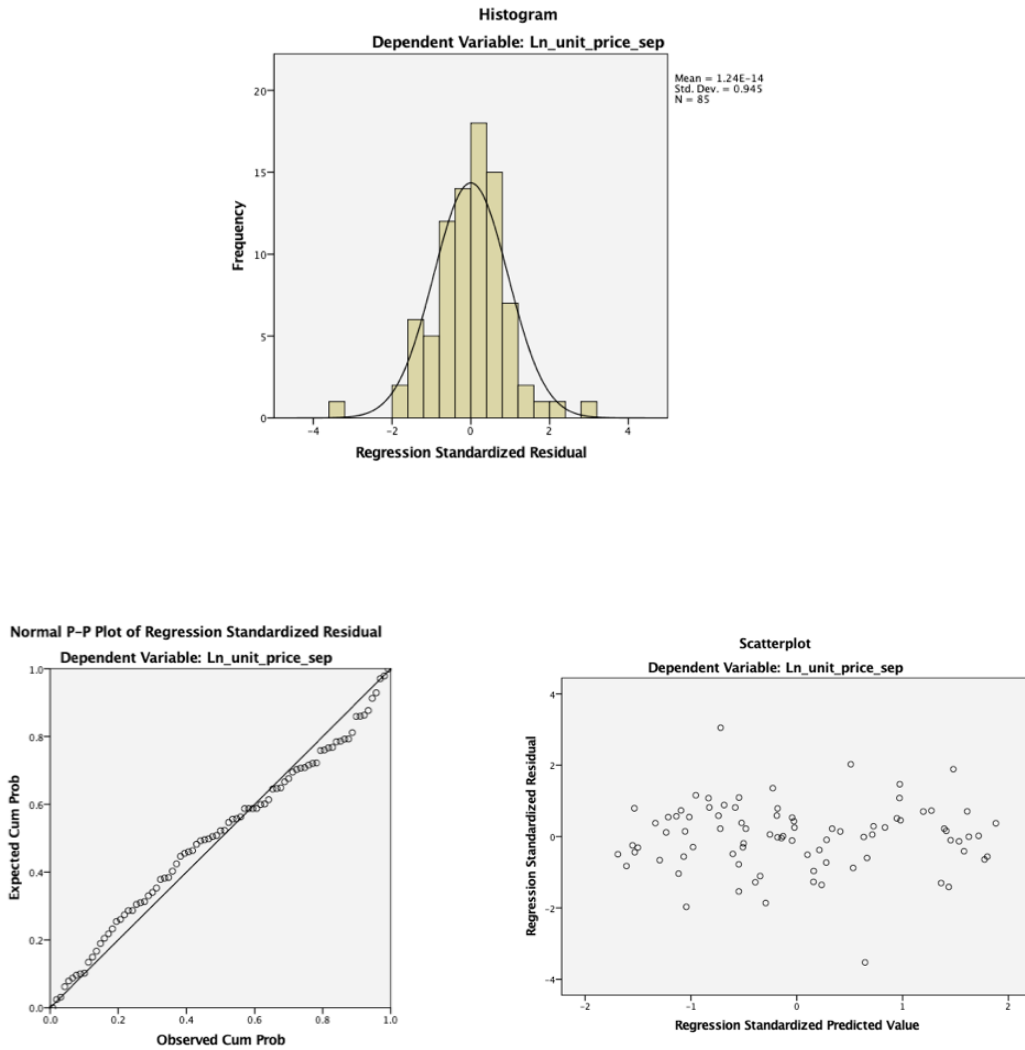 Histogram
Dependent Variable: Ln_unit_price_sep
Mean = 1.24E-14
Std. Dev. = 0.945
N = 85
20
15
10
5
0
Frequency
-4 -2 0 2 4
Regression Standardized Residual
Normal P-P Plot of Regression Standardized Residual
Dependent Variable: Ln_unit_price_sep
1.0
0.8
0.6
0.4
0.2
0.0
Expected Cum Prob
0.0 0.2 0.4 0.6 0.8 1.0
Observed Cum Prob
Scatterplot
Dependent Variable: Ln_unit_price_sep
4
2
0
-2
-4
Regression Standardized Residual
-2 -1 0 1 2
Regression Standardized Predicted Value